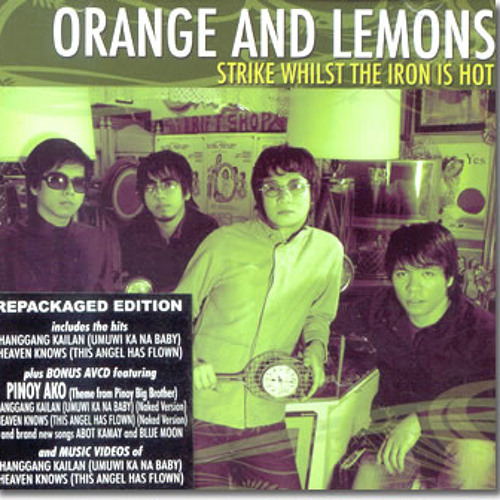 ORANGE AND LEMONS
STRIKE WHILST THE IRON IS HOT
THRIFT SHOP
Yes
REPACKAGED EDITION
includes the hits
HANGGANG KAILAN (UMUWI KA NA BABY)
HEAVEN KNOWS (THIS ANGEL HAS FLOWN)
plus BONUS AVCD featuring
PINOY AKO (Theme from Pinoy Big Brother)
HANGGANG KAILAN (UMUWI KA NA BABY) (Naked Version)
HEAVEN KNOWS (THIS ANGEL HAS FLOWN) (Naked Version)
and brand new songs ABOT KAMAY and BLUE MOON
and MUSIC VIDEOS of
HANGGANG KAILAN (UMUWI KA NA BABY)
HEAVEN KNOWS (THIS ANGEL HAS FLOWN)